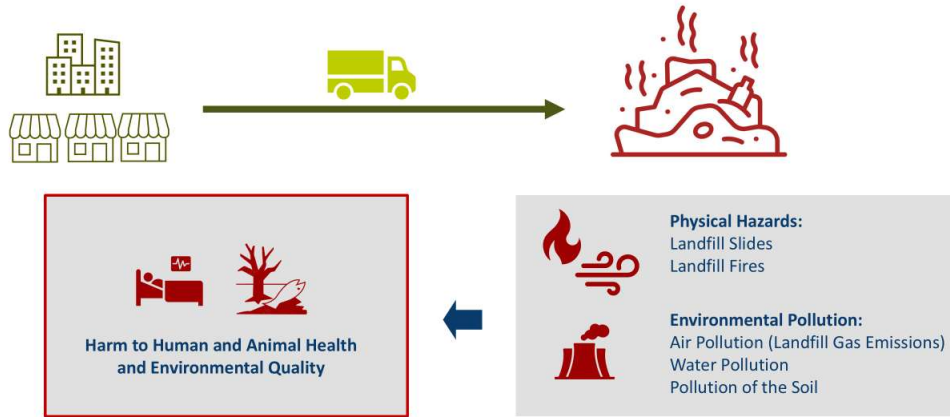 Physical Hazards:
Landfill Slides
Landfill Fires
Environmental Pollution:
Air Pollution (Landfill Gas Emissions)
Water Pollution
Pollution of the Soil
Harm to Human and Animal Health
and Environmental Quality